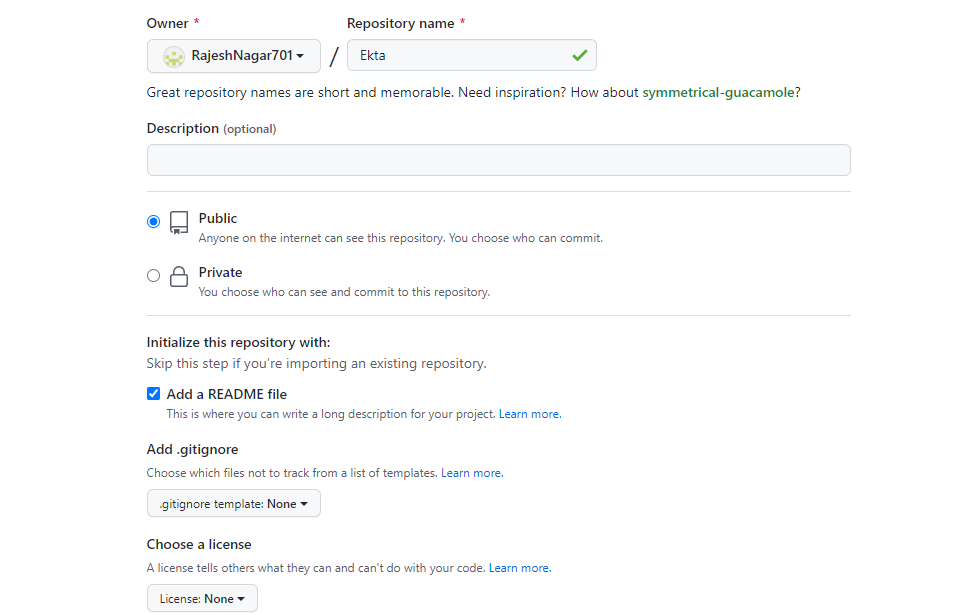 Owner *
Repository name *
RajeshNagar701
/
Ekta
Great repository names are short and memorable. Need inspiration? How about symmetrical-guacamole?
Description (optional)
Public
Anyone on the internet can see this repository. You choose who can commit.
Private
You choose who can see and commit to this repository.
Initialize this repository with:
Skip this step if you’re importing an existing repository.
Add a README file
This is where you can write a long description for your project. Learn more.
Add .gitignore
Choose which files not to track from a list of templates. Learn more.
.gitignore template: None
Choose a license
A license tells others what they can and can't do with your code. Learn more.
License: None